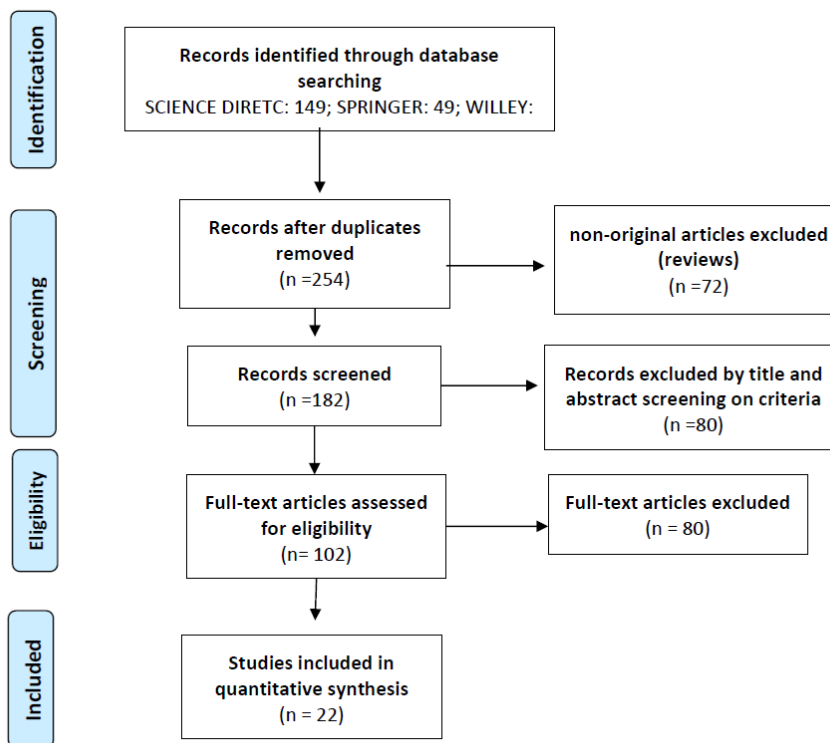 Identification
Records identified through database
searching
SCIENCE DIRETC: 149; SPRINGER: 49; WILLEY:
Screening
Records after duplicates
removed
(n =254)
non-original articles excluded
(reviews)
(n =72)
Records screened
(n =182)
Records excluded by title and
abstract screening on criteria
(n =80)
Eligibility
Full-text articles assessed
for eligibility
(n= 102)
Full-text articles excluded
(n = 80)
Included
Studies included in
quantitative synthesis
(n = 22)